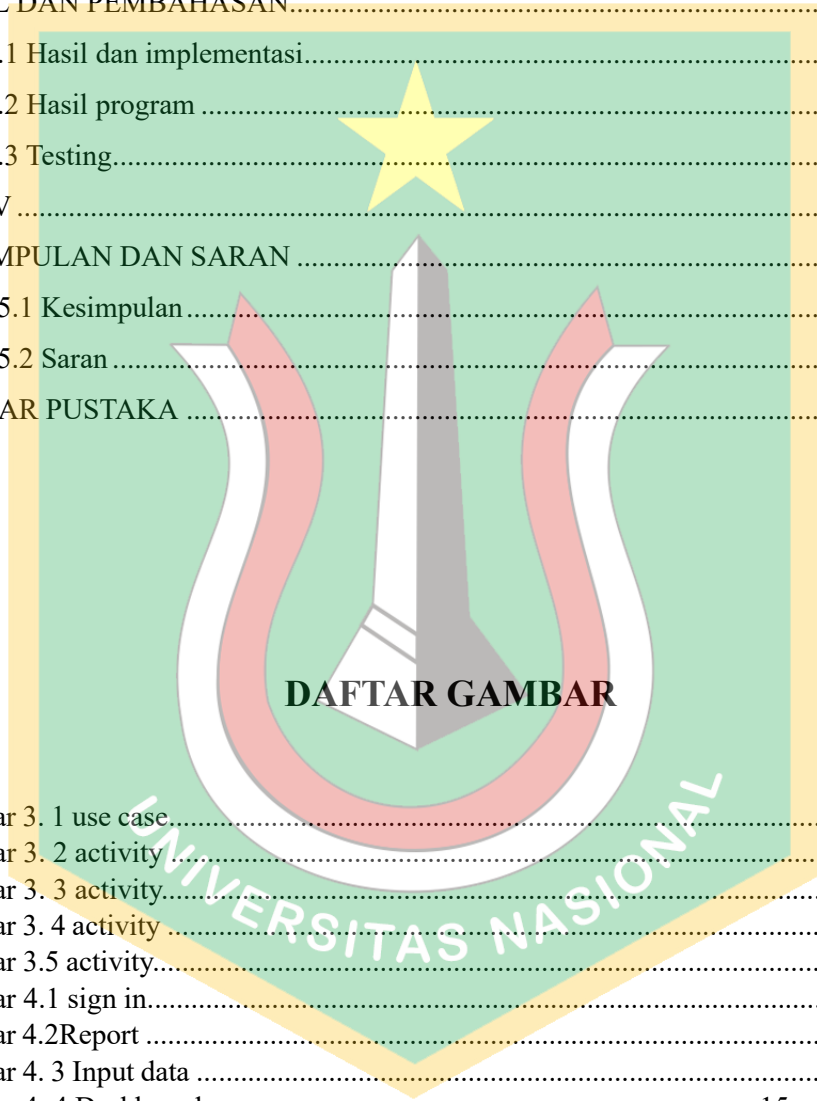 L DAN PEMBAHASAN
.1 Hasil dan implementasi
.2 Hasil program
.3 Testing
V
MPULAN DAN SARAN
5.1 Kesimpulan
5.2 Saran
AR PUSTAKA
DAFTAR GAMBAR
ar 3. 1 use case
ar 3. 2 activity
ar 3. 3 activity
ar 3. 4 activity
ar 3.5 activity
ar 4.1 sign in
ar 4.2Report
ar 4. 3 Input data
15
UNIVERSITAS NASIONAL